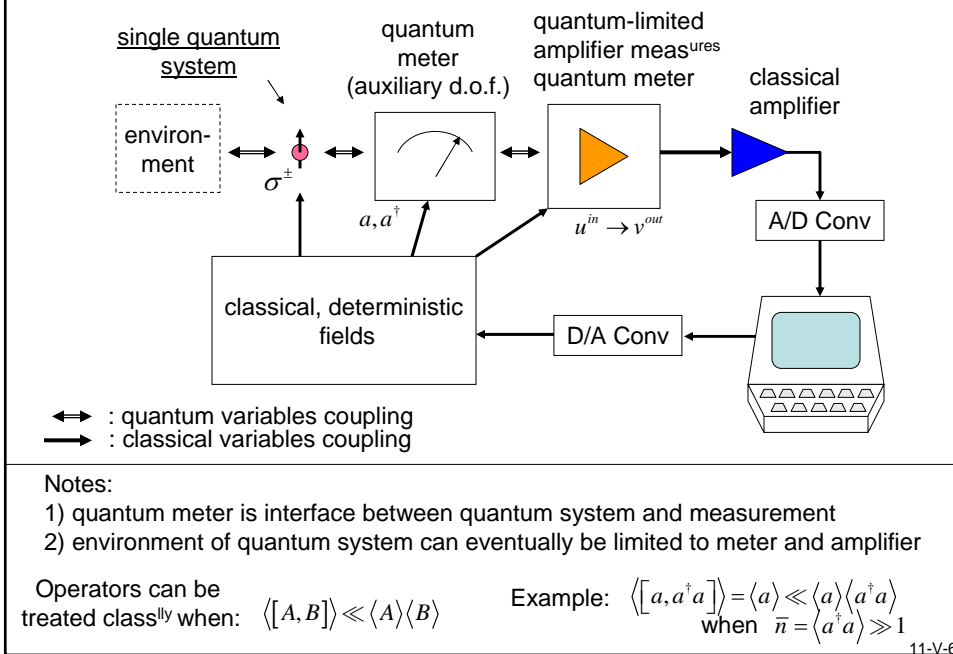 single quantum
system
quantum
meter
(auxiliary d.o.f.)
quantum-limited
amplifier measures
quantum meter
classical
amplifier
environ-
ment
σ±
a,a†
u^in → v^out
A/D Conv
classical, deterministic
fields
D/A Conv
: quantum variables coupling
: classical variables coupling
Notes:
1) quantum meter is interface between quantum system and measurement
2) environment of quantum system can eventually be limited to meter and amplifier
Operators can be
treated classlly when: ⟨[A,B]⟩ ≪ ⟨A⟩⟨B⟩
Example: ⟨[a,a†a]⟩ = ⟨a⟩ ≪ ⟨a⟩⟨a†a⟩
when n̄ = ⟨a†a⟩ ≫ 1
11-V-6